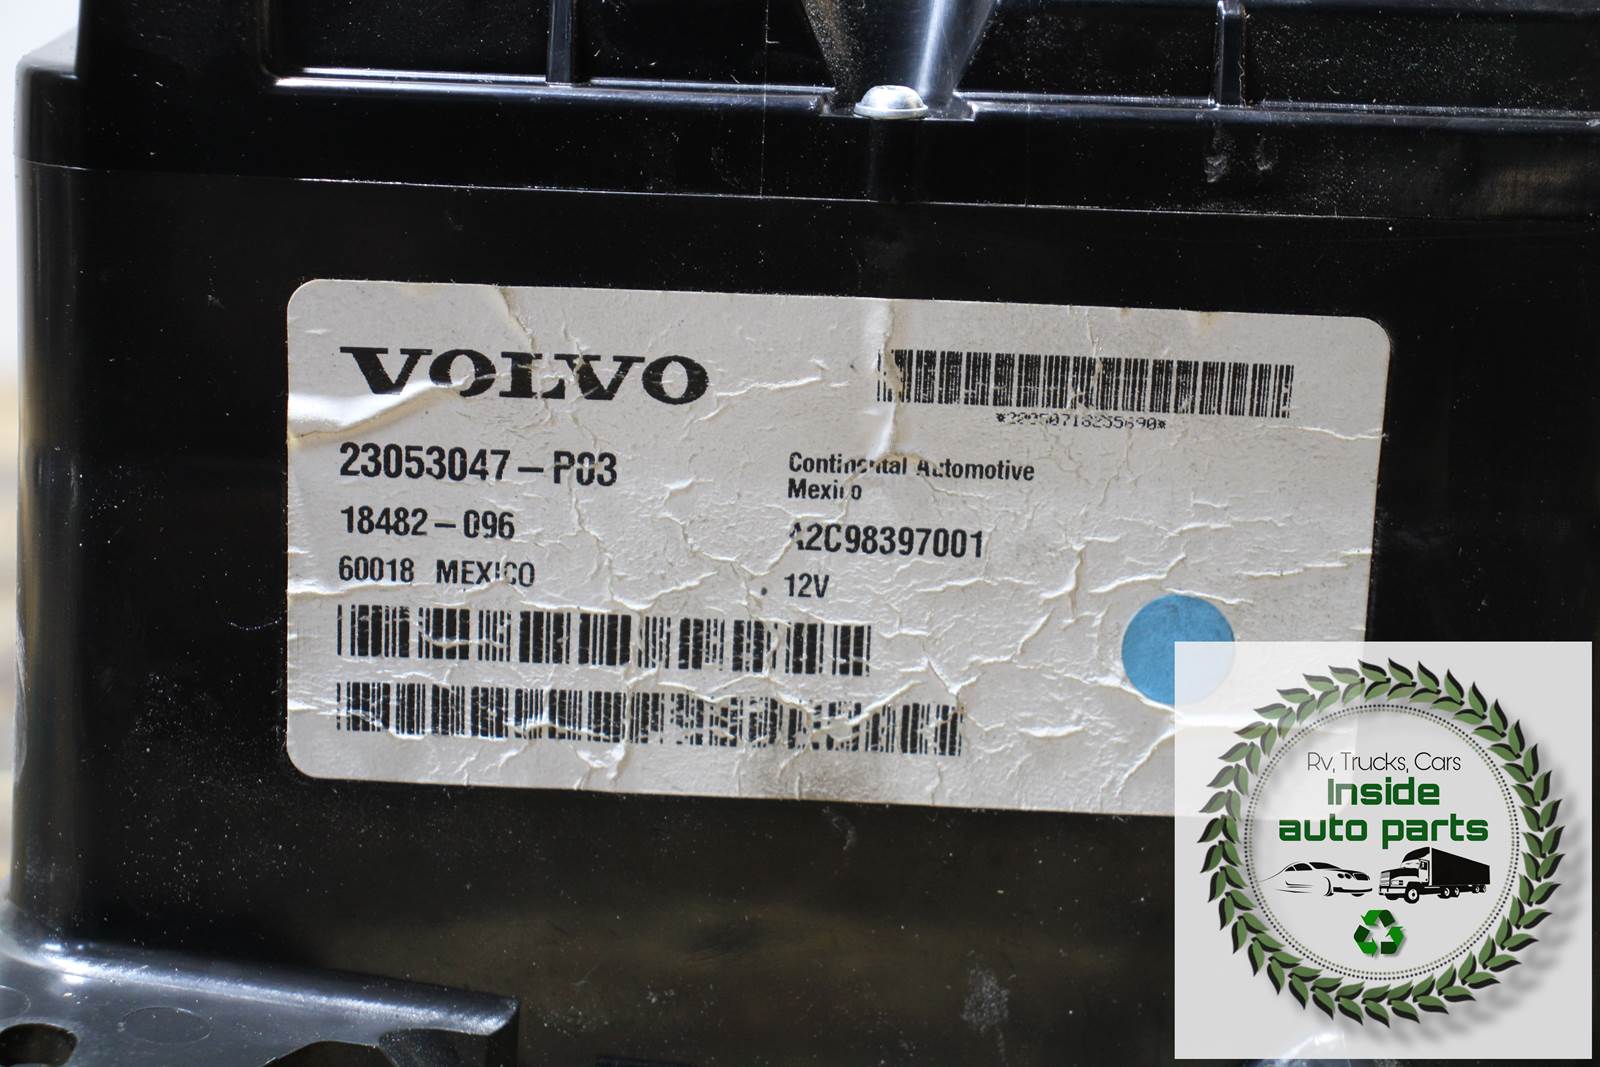 VOLVO
23053047-P03
18482-096
60018 MEXICO
Continental Automotive
Mexico
A2C98397001
12V
Rv, Trucks, Cars
Inside
auto parts